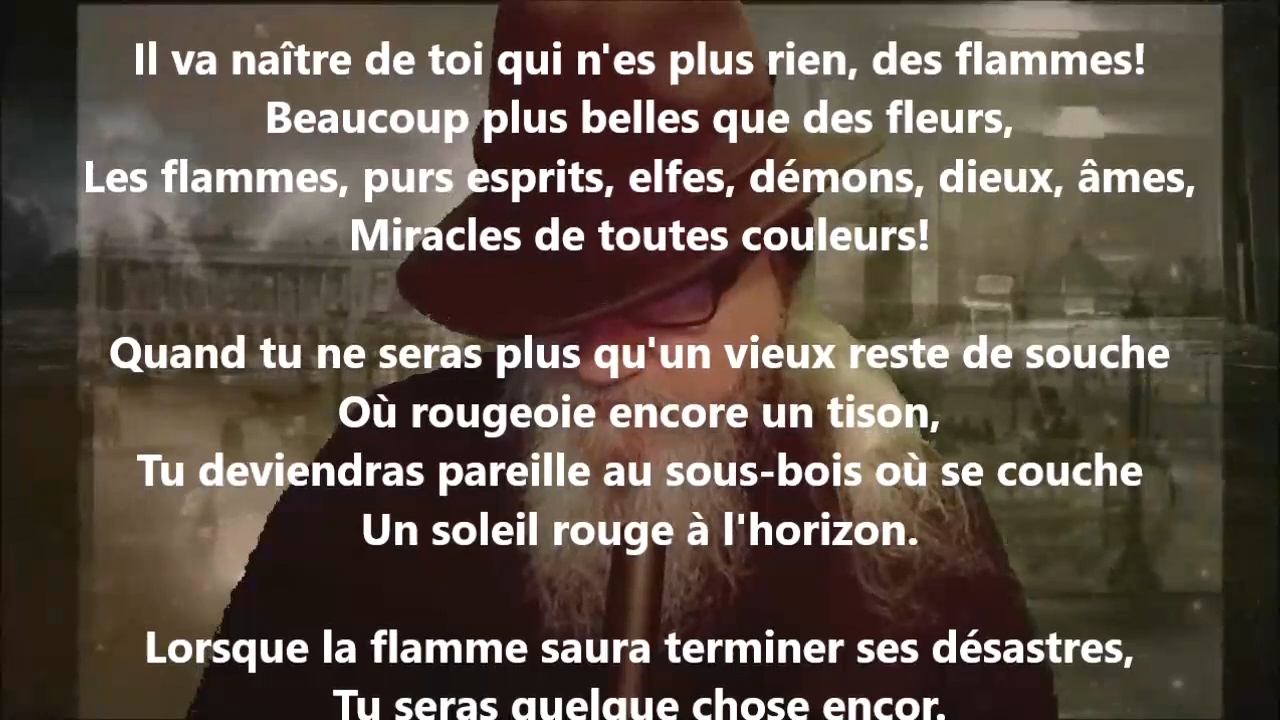 Il va naître de toi qui n'es plus rien, des flammes!
Beaucoup plus belles que des fleurs,
Les flammes, purs esprits, elfes, démons, dieux, âmes,
Miracles de toutes couleurs!
Quand tu ne seras plus qu'un vieux reste de souche
Où rougeoie encore un tison,
Tu deviendras pareille au sous-bois où se couche
Un soleil rouge à l'horizon.
Lorsque la flamme saura terminer ses désastres,
Tu seras quelque chose encor.